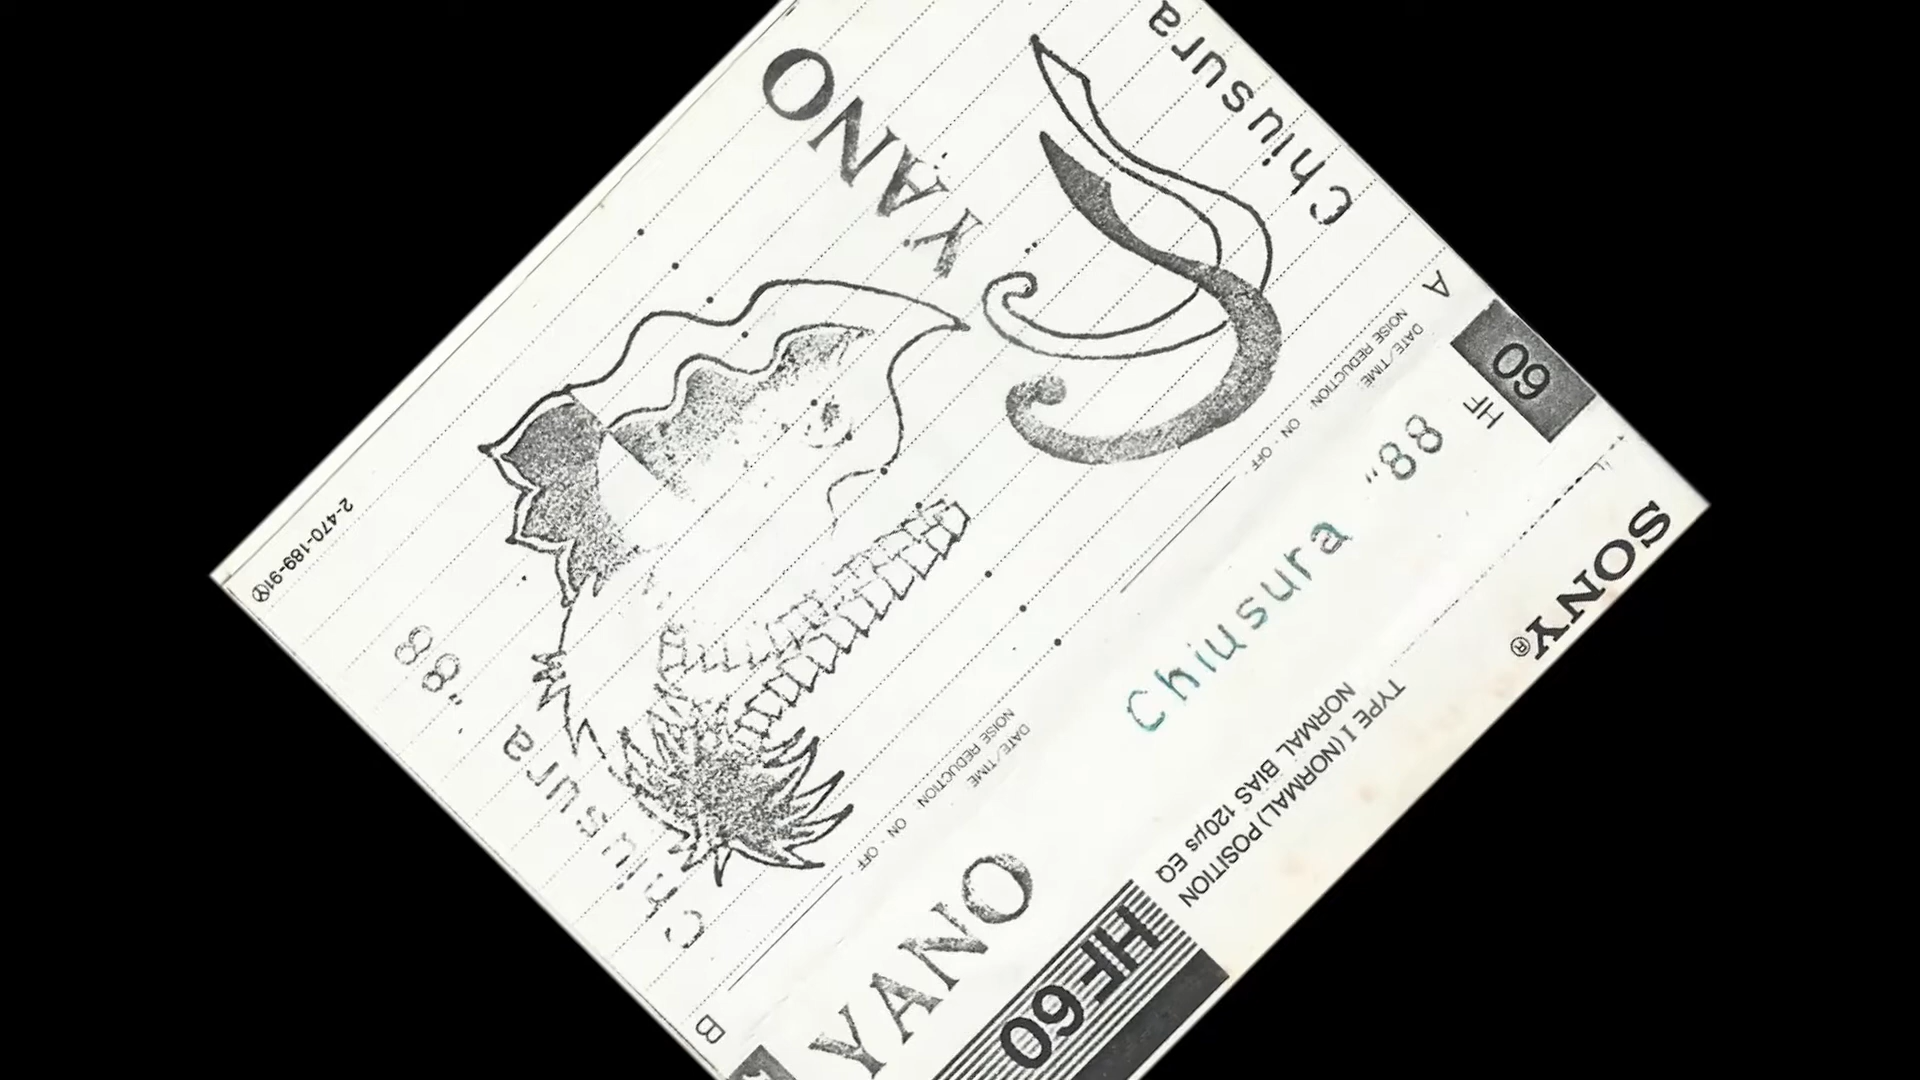 YANO
Chiusura
A
DATE/TIME
NOISE REDUCTION ON · OFF
HF
60
Chiusura '88
SONY®
TYPE I (NORMAL) POSITION
NORMAL BIAS 120μs EQ
HF60
YANO
B
DATE/TIME
NOISE REDUCTION ON · OFF
Chiusura '88
2-470-189-91